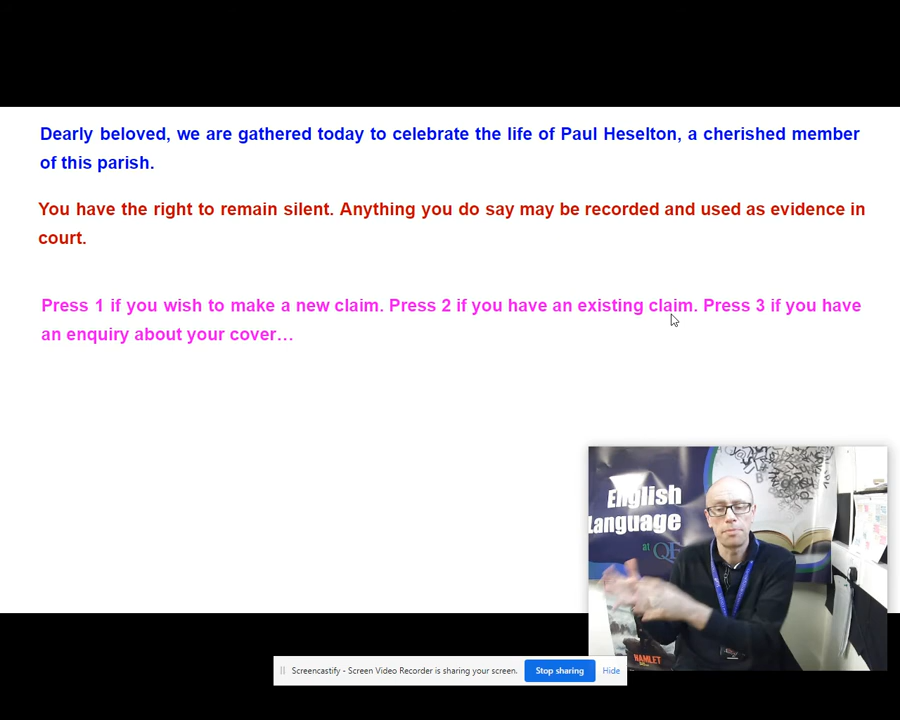 Dearly beloved, we are gathered today to celebrate the life of Paul Heselton, a cherished member
of this parish.
You have the right to remain silent. Anything you do say may be recorded and used as evidence in
court.
Press 1 if you wish to make a new claim. Press 2 if you have an existing claim. Press 3 if you have
an enquiry about your cover…
English
Language
at QE
HAMLET
Screencastify - Screen Video Recorder is sharing your screen.
Stop sharing
Hide